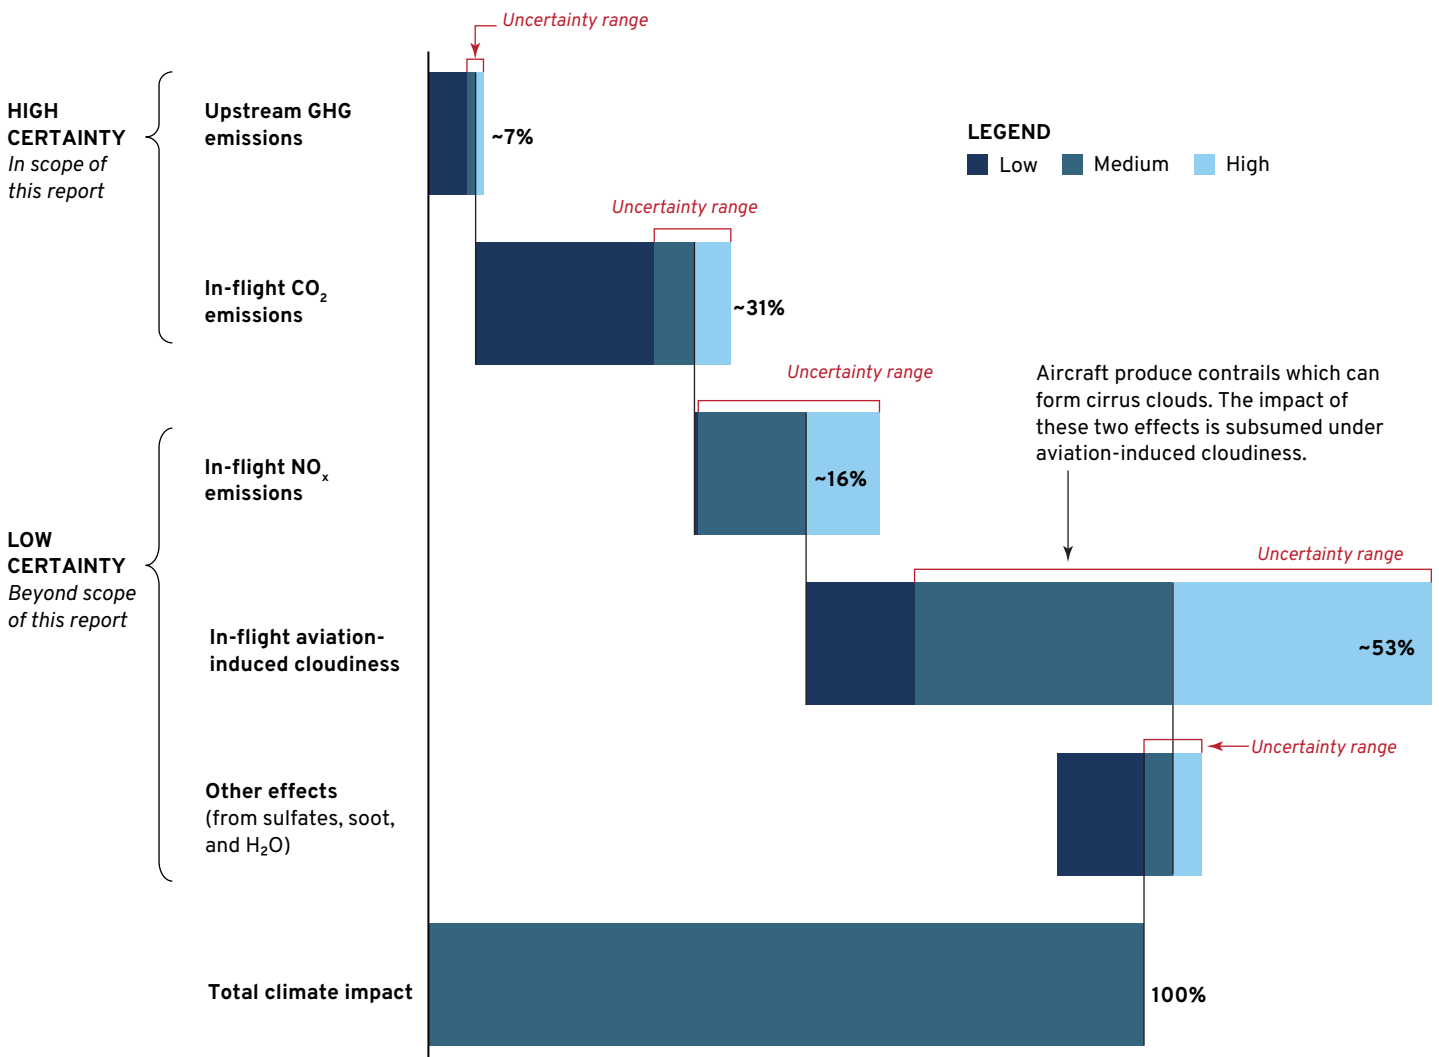 Uncertainty range
HIGH
CERTAINTY
In scope of
this report
Upstream GHG
emissions
~7%
LEGEND
Low
Medium
High
Uncertainty range
In-flight CO₂
emissions
~31%
Uncertainty range
Aircraft produce contrails which can
form cirrus clouds. The impact of
these two effects is subsumed under
aviation-induced cloudiness.
In-flight NOₓ
emissions
~16%
LOW
CERTAINTY
Beyond scope
of this report
Uncertainty range
In-flight aviation-
induced cloudiness
~53%
Uncertainty range
Other effects
(from sulfates, soot,
and H₂O)
Total climate impact
100%